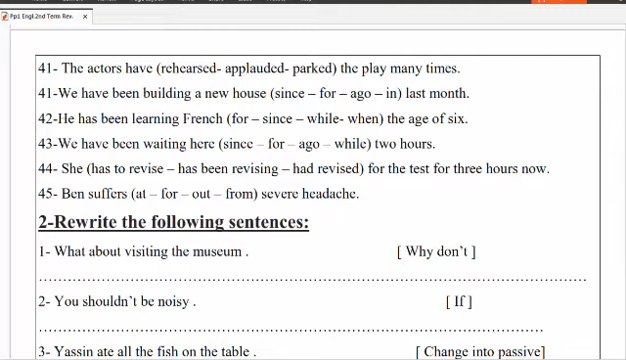 Pp1 Engl.2nd Term Rev. x
41- The actors have (rehearsed- applauded- parked) the play many times.
41-We have been building a new house (since – for – ago – in) last month.
42-He has been learning French (for – since – while- when) the age of six.
43-We have been waiting here (since – for – ago – while) two hours.
44- She (has to revise – has been revising – had revised) for the test for three hours now.
45- Ben suffers (at – for – out – from) severe headache.
2-Rewrite the following sentences:
1- What about visiting the museum . [ Why don’t ]
2- You shouldn’t be noisy . [ If ]
3- Yassin ate all the fish on the table . [ Change into passive]